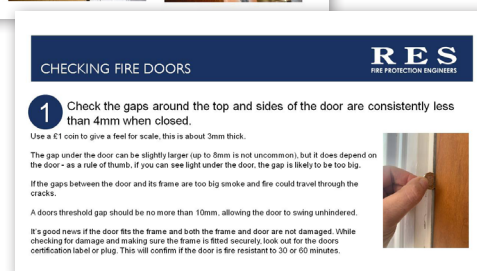 CHECKING FIRE DOORS
RES
FIRE PROTECTION ENGINEERS
1
Check the gaps around the top and sides of the door are consistently less
than 4mm when closed.
Use a £1 coin to give a feel for scale, this is about 3mm thick.
The gap under the door can be slightly larger (up to 8mm is not uncommon), but it does depend on
the door - as a rule of thumb, if you can see light under the door, the gap is likely to be too big.
If the gaps between the door and its frame are too big smoke and fire could travel through the
cracks.
A doors threshold gap should be no more than 10mm, allowing the door to swing unhindered.
It's good news if the door fits the frame and both the frame and door are not damaged. While
checking for damage and making sure the frame is fitted securely, look out for the doors
certification label or plug. This will confirm if the door is fire resistant to 30 or 60 minutes.